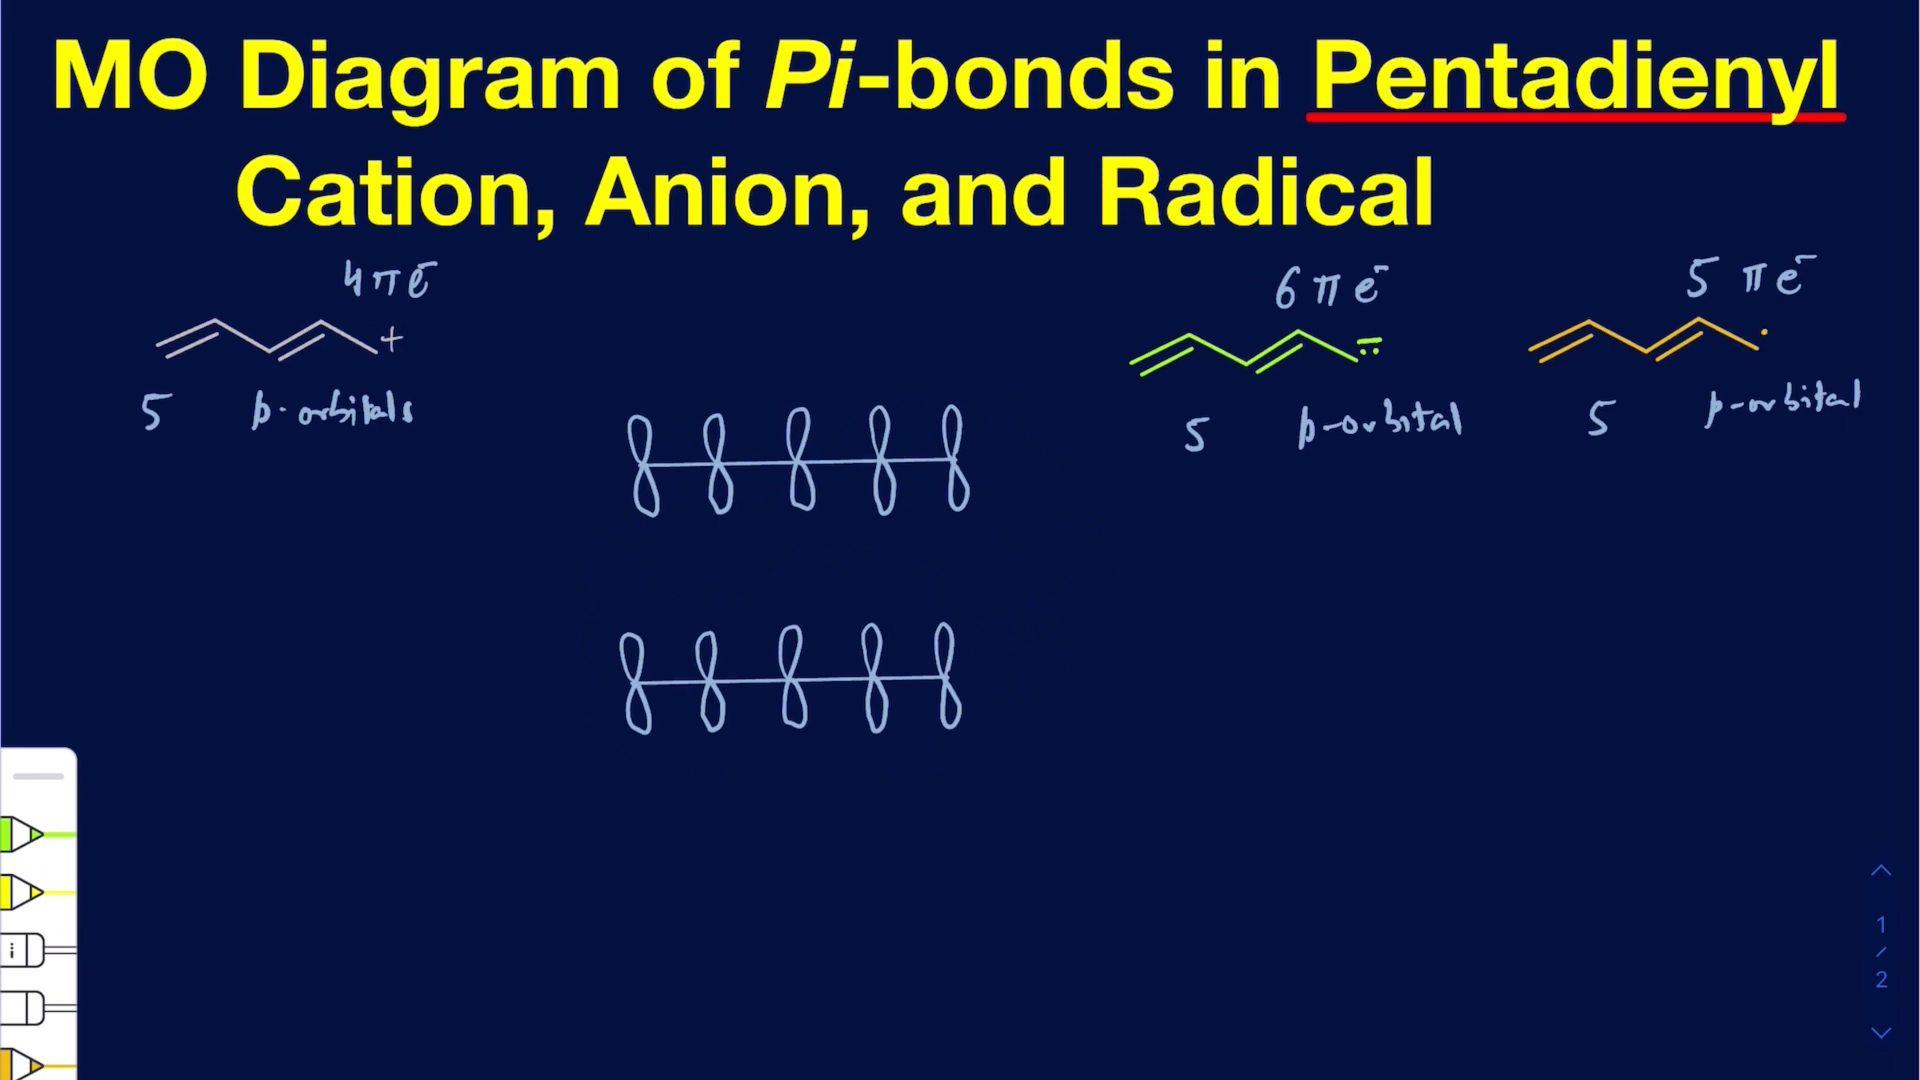 MO Diagram of Pi-bonds in Pentadienyl
Cation, Anion, and Radical
4 π e⁻
+
5 p-orbitals
6 π e⁻
5 p-orbital
5 π e⁻
5 p-orbital
1
/
2